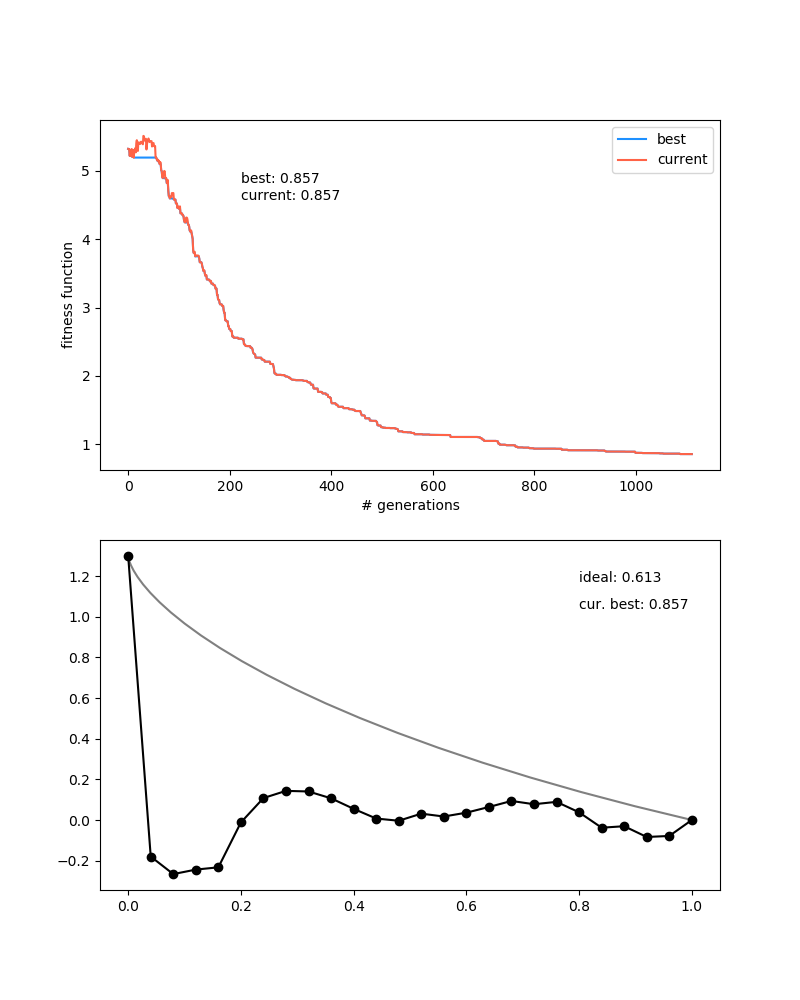 best
current
best: 0.857
current: 0.857
fitness function
5
4
3
2
1
0 200 400 600 800 1000
# generations
ideal: 0.613
cur. best: 0.857
1.2
1.0
0.8
0.6
0.4
0.2
0.0
−0.2
0.0 0.2 0.4 0.6 0.8 1.0